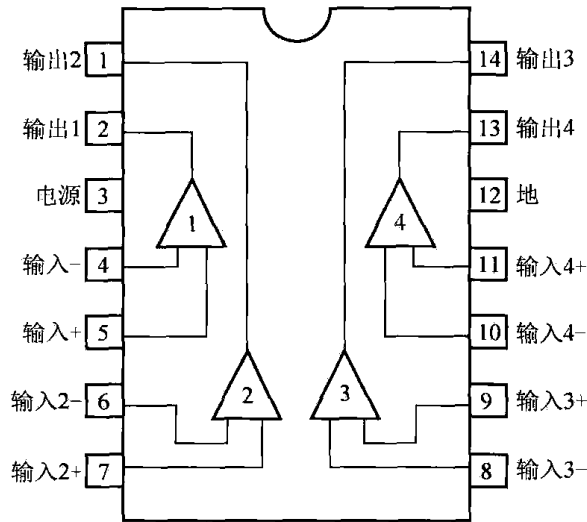 输出2 1
14 输出3
输出1 2
13 输出4
电源 3
12 地
1
4
输入- 4
11 输入4+
输入+ 5
10 输入4-
输入2- 6
2
3
9 输入3+
输入2+ 7
8 输入3-